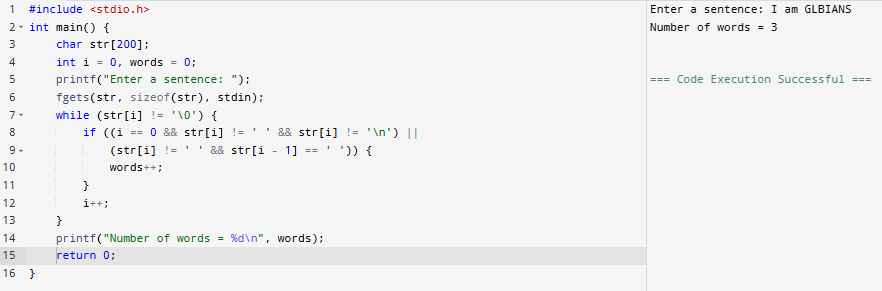 1 #include <stdio.h>
2 int main() {
3 char str[200];
4 int i = 0, words = 0;
5 printf("Enter a sentence: ");
6 fgets(str, sizeof(str), stdin);
7 while (str[i] != '\0') {
8 if ((i == 0 && str[i] != ' ' && str[i] != '\n') ||
9 (str[i] != ' ' && str[i - 1] == ' ')) {
10 words++;
11 }
12 i++;
13 }
14 printf("Number of words = %d\n", words);
15 return 0;
16 }
Enter a sentence: I am GLBIANS
Number of words = 3
=== Code Execution Successful ===